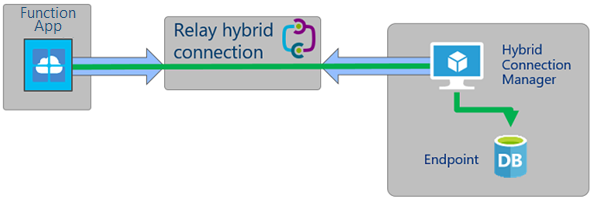 Function
App
Relay hybrid
connection
Hybrid
Connection
Manager
Endpoint
DB